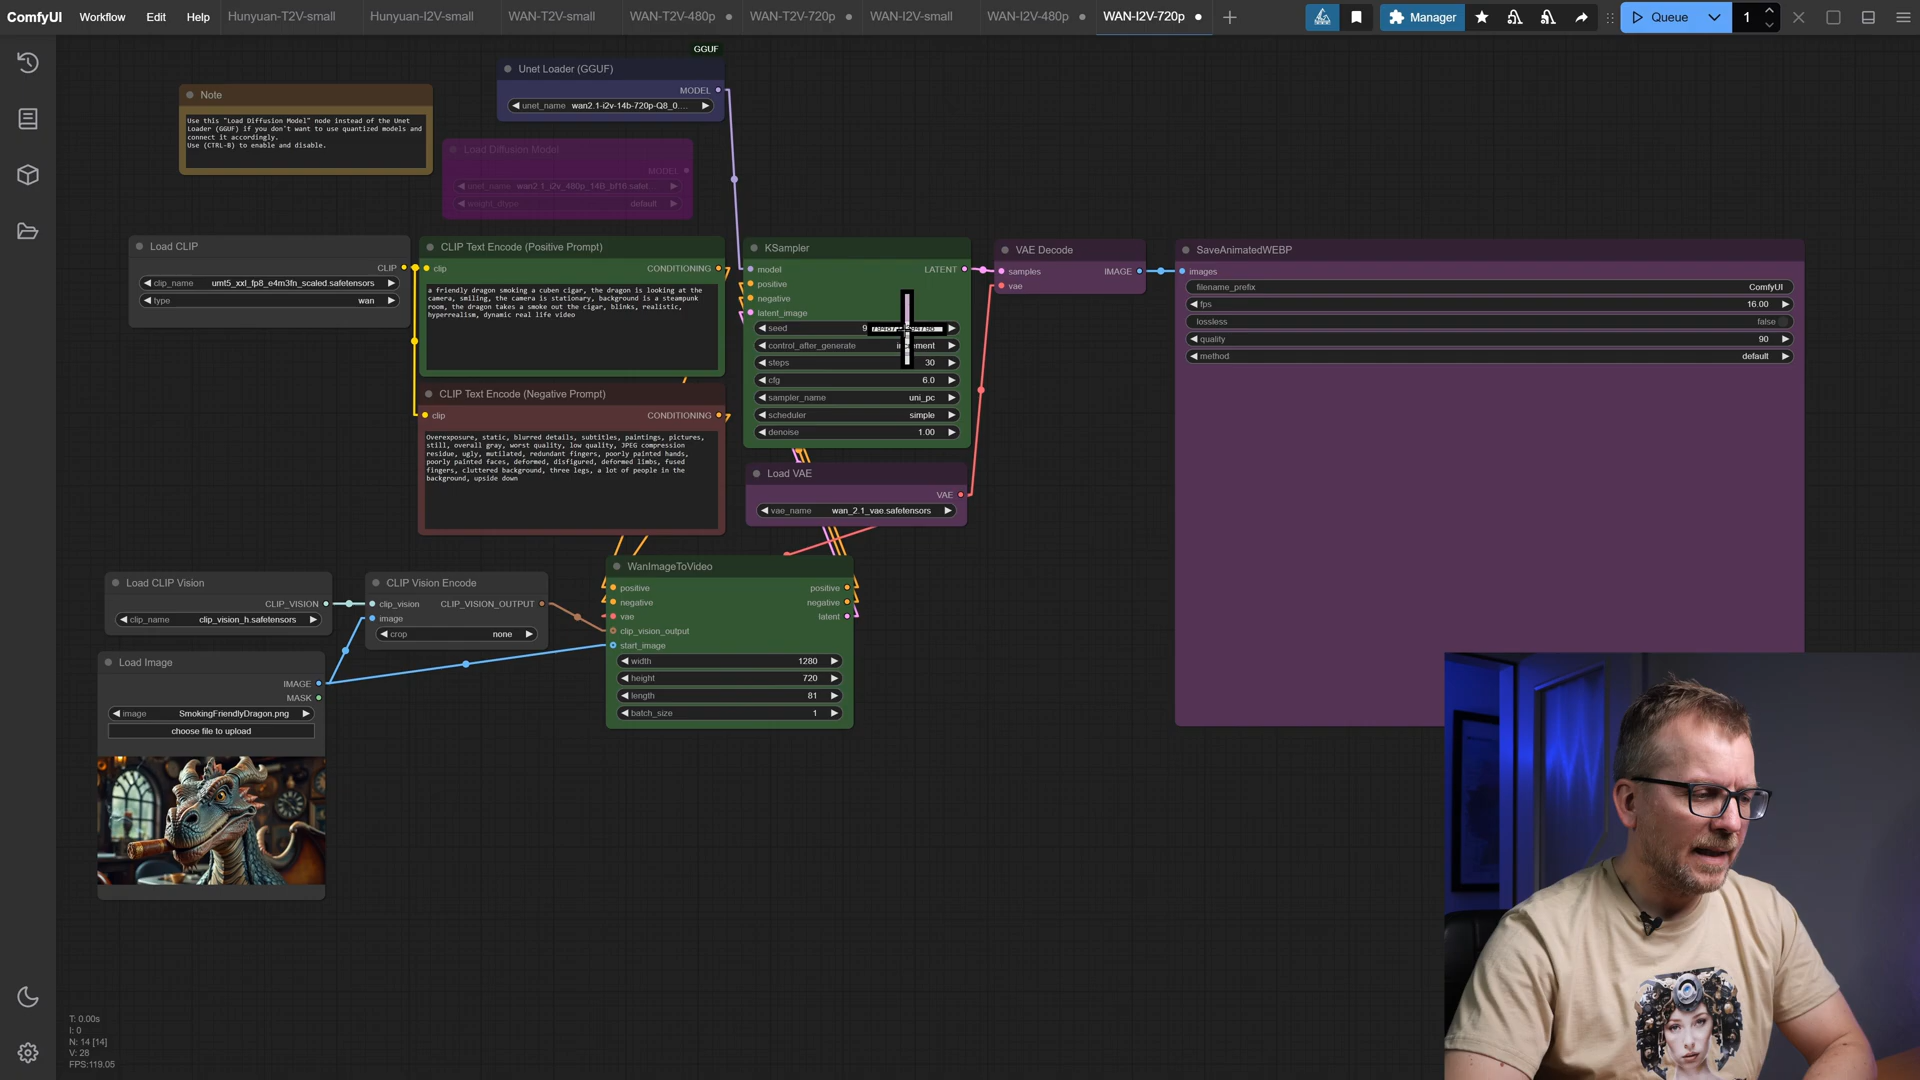 ComfyUI
Workflow
Edit
Help
Hunyuan-T2V-small
Hunyuan-I2V-small
WAN-T2V-small
WAN-T2V-480p
WAN-T2V-720p
WAN-I2V-small
WAN-I2V-480p
WAN-I2V-720p
Manager
Queue
1
GGUF
Unet Loader (GGUF)
MODEL
unet_name wan2.1-i2v-14b-720p-Q8_0....
Note
Use this "Load Diffusion Model" node instead of the Unet
Loader (GGUF) if you don't want to use quantized models and
connect it accordingly.
Use (CTRL-B) to enable and disable.
Load Diffusion Model
MODEL
unet_name wan2.1_i2v_480p_14B_bf16.safet...
weight_dtype default
Load CLIP
CLIP
clip_name umt5_xxl_fp8_e4m3fn_scaled.safetensors
type wan
CLIP Text Encode (Positive Prompt)
clip CONDITIONING
a friendly dragon smoking a cuben cigar, the dragon is looking at the
camera, smiling, the camera is stationary, background is a steampunk
room, the dragon takes a smoke out the cigar, blinks, realistic,
hyperrealism, dynamic real life video
CLIP Text Encode (Negative Prompt)
clip CONDITIONING
Overexposure, static, blurred details, subtitles, paintings, pictures,
still, overall gray, worst quality, low quality, JPEG compression
residue, ugly, mutilated, redundant fingers, poorly painted hands,
poorly painted faces, deformed, disfigured, deformed limbs, fused
fingers, cluttered background, three legs, a lot of people in the
background, upside down
KSampler
model LATENT
positive
negative
latent_image
seed
control_after_generate
steps 30
cfg 6.0
sampler_name uni_pc
scheduler simple
denoise 1.00
Load VAE
VAE
vae_name wan_2.1_vae.safetensors
VAE Decode
samples IMAGE
vae
SaveAnimatedWEBP
images
filename_prefix ComfyUI
fps 16.00
lossless false
quality 90
method default
Load CLIP Vision
CLIP_VISION
clip_name clip_vision_h.safetensors
CLIP Vision Encode
clip_vision CLIP_VISION_OUTPUT
image
crop none
Load Image
IMAGE
MASK
image SmokingFriendlyDragon.png
choose file to upload
WanImageToVideo
positive positive
negative negative
vae latent
clip_vision_output
start_image
width 1280
height 720
length 81
batch_size 1
T: 0.00s
I: 0
N: 14 [14]
V: 28
FPS:119.05